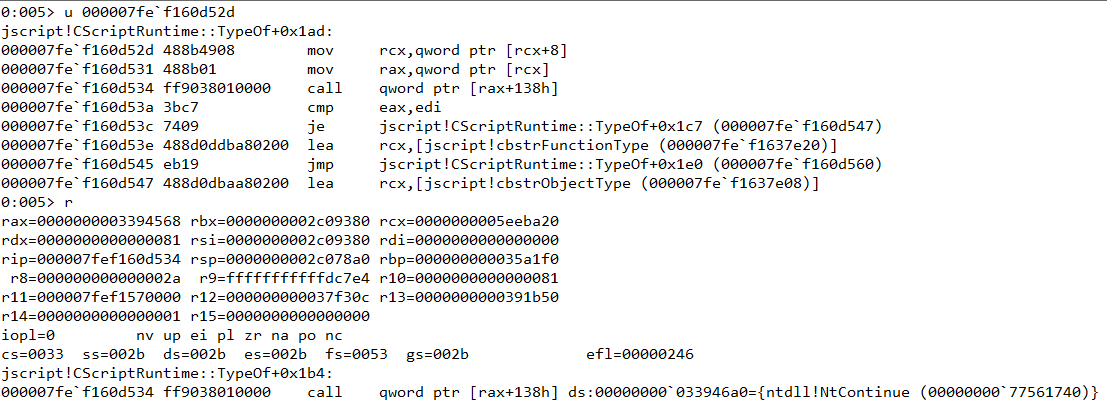 0:005> u 000007fe`f160d52d
jscript!CScriptRuntime::TypeOf+0x1ad:
000007fe`f160d52d 488b4908        mov     rcx,qword ptr [rcx+8]
000007fe`f160d531 488b01          mov     rax,qword ptr [rcx]
000007fe`f160d534 ff9038010000    call    qword ptr [rax+138h]
000007fe`f160d53a 3bc7            cmp     eax,edi
000007fe`f160d53c 7409            je      jscript!CScriptRuntime::TypeOf+0x1c7 (000007fe`f160d547)
000007fe`f160d53e 488d0ddba80200  lea     rcx,[jscript!cbstrFunctionType (000007fe`f1637e20)]
000007fe`f160d545 eb19            jmp     jscript!CScriptRuntime::TypeOf+0x1e0 (000007fe`f160d560)
000007fe`f160d547 488d0dbaa80200  lea     rcx,[jscript!cbstrObjectType (000007fe`f1637e08)]
0:005> r
rax=0000000003394568 rbx=0000000002c09380 rcx=0000000005eeba20
rdx=0000000000000081 rsi=0000000002c09380 rdi=0000000000000000
rip=000007fef160d534 rsp=0000000002c078a0 rbp=000000000035a1f0
 r8=000000000000002a  r9=fffffffffffdc7e4 r10=0000000000000081
r11=000007fef1570000 r12=000000000037f30c r13=0000000000391b50
r14=0000000000000001 r15=0000000000000000
iopl=0         nv up ei pl zr na po nc
cs=0033  ss=002b  ds=002b  es=002b  fs=0053  gs=002b             efl=00000246
jscript!CScriptRuntime::TypeOf+0x1b4:
000007fe`f160d534 ff9038010000    call    qword ptr [rax+138h] ds:00000000`033946a0={ntdll!NtContinue (00000000`77561740)}